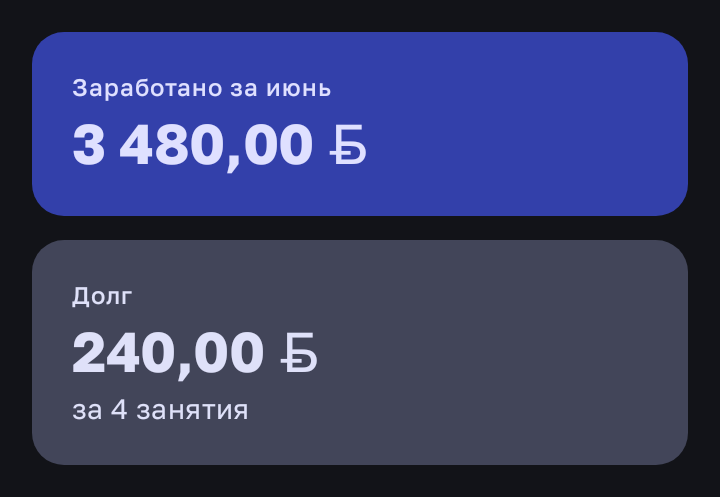 Заработано за июнь
3 480,00 Ƃ
Долг
240,00 Ƃ
за 4 занятия